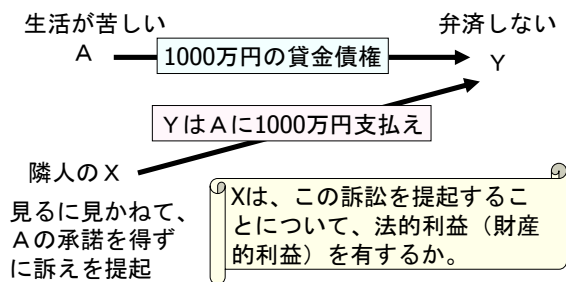 生活が苦しい
弁済しない
A
1000万円の貸金債権
Y
YはAに1000万円支払え
隣人のX
見るに見かねて、
Aの承諾を得ず
に訴えを提起
Xは、この訴訟を提起するこ
とについて、法的利益（財産
的利益）を有するか。